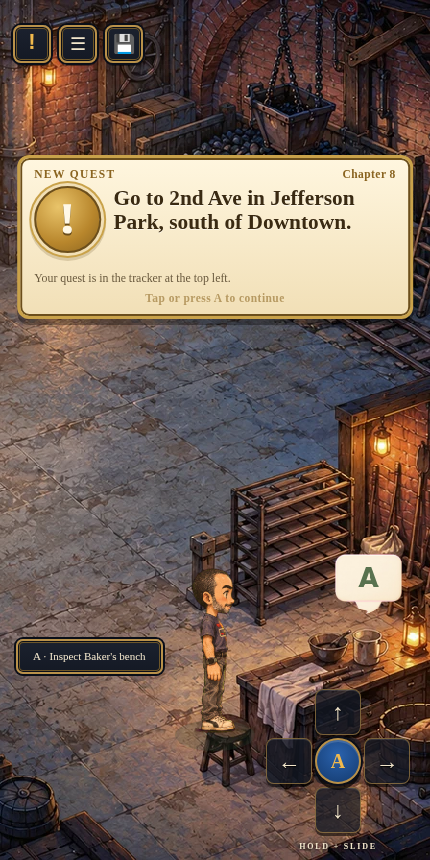 !
☰
💾
NEW QUEST
Chapter 8
!
Go to 2nd Ave in Jefferson
Park, south of Downtown.
Your quest is in the tracker at the top left.
Tap or press A to continue
A
A · Inspect Baker's bench
↑
← A →
↓
HOLD · SLIDE